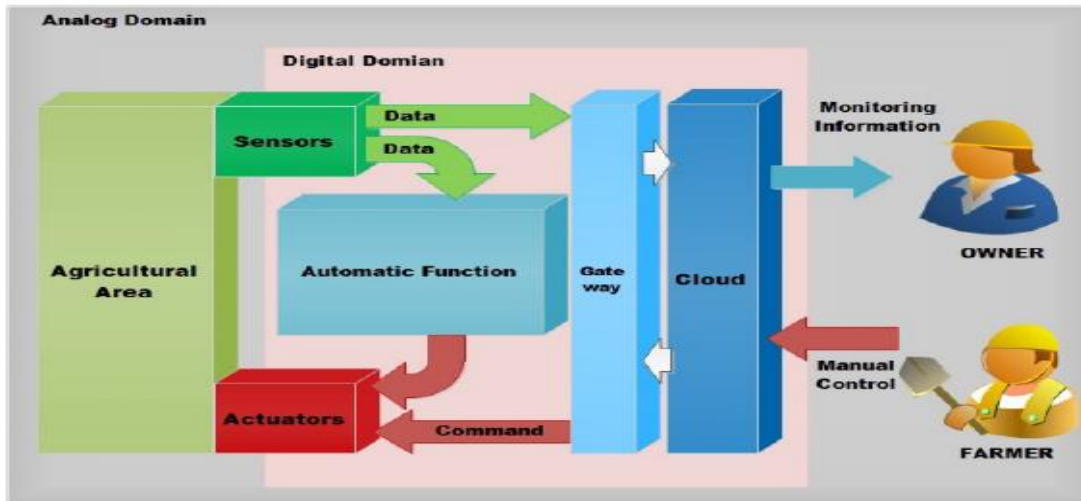 Analog Domain
Digital Domian
Sensors
Data
Data
Monitoring
Information
OWNER
Agricultural
Area
Automatic Function
Gate
way
Cloud
Manual
Control
Actuators
Command
FARMER